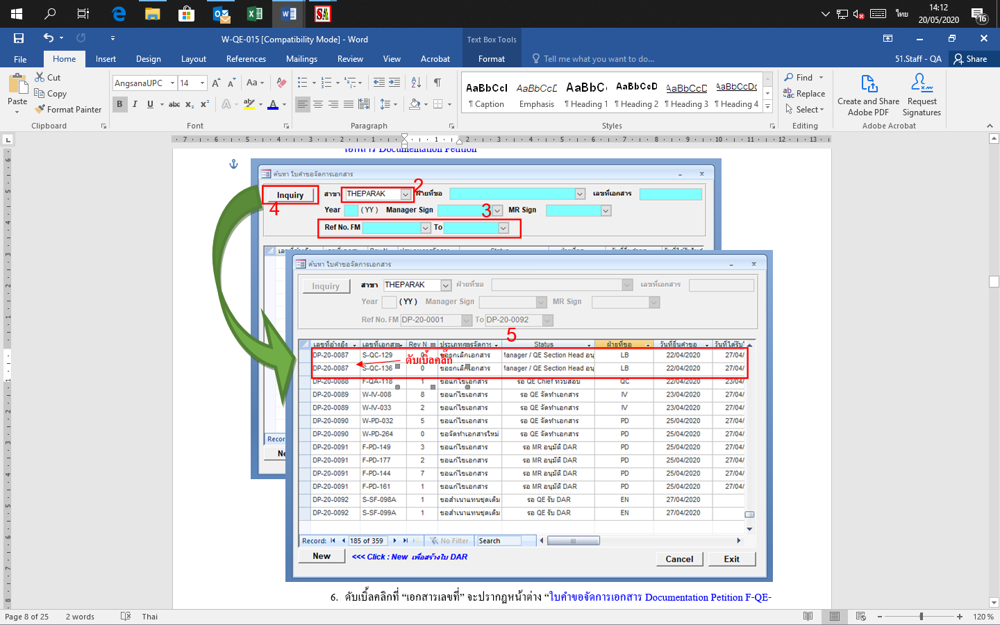 ไทย
14:12
20/05/2020
16
W-QE-015 [Compatibility Mode] - Word
Text Box Tools
File Home Insert Design Layout References Mailings Review View Acrobat Format Tell me what you want to do... 51.Staff - QA Share
Paste
Cut
Copy
Format Painter
AngsanaUPC 14
¶ Caption Emphasis ¶ Heading 1 ¶ Heading 2 ¶ Heading 3 ¶ Heading 4
Find
Replace
Select
Create and Share Adobe PDF
Request Signatures
Clipboard Font Paragraph Styles Editing Adobe Acrobat
เอกสาร Documentation Petition
ค้นหา ใบคำขอจัดการเอกสาร
Inquiry สาขา THEPARAK 2 ฝ่ายที่ขอ เลขที่เอกสาร
4 Year ( YY ) Manager Sign 3 MR Sign
Ref No. FM To
ค้นหา ใบคำขอจัดการเอกสาร
Inquiry สาขา THEPARAK ฝ่ายที่ขอ เลขที่เอกสาร
Year ( YY ) Manager Sign MR Sign
Ref No. FM DP-20-0001 To DP-20-0092
5
เลขที่อ้างอิง เลขที่เอกสาร Rev N ประเภทการจัดการ Status ฝ่ายที่ขอ วันที่ยื่นคำขอ วันที่ได้รับ
DP-20-0087 S-QC-129 0 ขอยกเลิกเอกสาร Manager / QE Section Head อนุ LB 22/04/2020 27/04/
ดับเบิ้ลคลิ๊ก
DP-20-0087 S-QC-136 0 ขอยกเลิกเอกสาร Manager / QE Section Head อนุ LB 22/04/2020 27/04/
DP-20-0088 F-QA-118 1 ขอแก้ไขเอกสาร รอ QE Chief ทวนสอบ QC 22/04/2020 23/04/
DP-20-0089 W-IV-008 8 ขอแก้ไขเอกสาร รอ QE จัดทำเอกสาร IV 23/04/2020 27/04/
DP-20-0089 W-IV-033 2 ขอแก้ไขเอกสาร รอ QE จัดทำเอกสาร IV 23/04/2020 27/04/
DP-20-0090 W-PD-032 5 ขอแก้ไขเอกสาร รอ QE จัดทำเอกสาร PD 25/04/2020 27/04/
DP-20-0090 W-PD-264 0 ขอจัดทำเอกสารใหม่ รอ QE จัดทำเอกสาร PD 25/04/2020 27/04/
DP-20-0091 F-PD-149 3 ขอแก้ไขเอกสาร รอ MR อนุมัติ DAR PD 25/04/2020 27/04/
DP-20-0091 F-PD-177 2 ขอแก้ไขเอกสาร รอ MR อนุมัติ DAR PD 25/04/2020 27/04/
DP-20-0091 F-PD-144 7 ขอแก้ไขเอกสาร รอ MR อนุมัติ DAR PD 25/04/2020 27/04/
DP-20-0091 F-PD-161 1 ขอแก้ไขเอกสาร รอ MR อนุมัติ DAR PD 25/04/2020 27/04/
DP-20-0092 S-SF-098A 1 ขอสำเนาแทนชุดเดิม รอ QE รับ DAR EN 27/04/2020
DP-20-0092 S-SF-099A 1 ขอสำเนาแทนชุดเดิม รอ QE รับ DAR EN 27/04/2020
Record: 185 of 359 No Filter Search
New <<< Click : New เพื่อสร้างใบ DAR Cancel Exit
6. ดับเบิ้ลคลิกที่ “เอกสารเลขที่” จะปรากฏหน้าต่าง “ใบคำขอจัดการเอกสาร Documentation Petition F-QE-
Page 8 of 25 2 words Thai 120 %